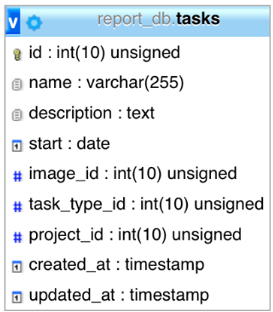 v report_db.tasks
id : int(10) unsigned
name : varchar(255)
description : text
start : date
# image_id : int(10) unsigned
# task_type_id : int(10) unsigned
# project_id : int(10) unsigned
created_at : timestamp
updated_at : timestamp